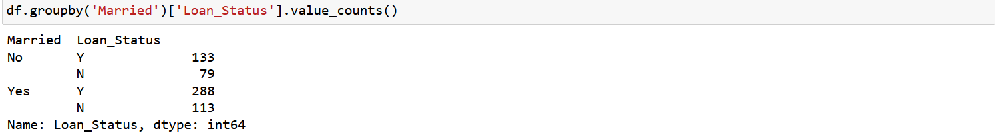 df.groupby('Married')['Loan_Status'].value_counts()
Married  Loan_Status
No       Y              133
         N               79
Yes      Y              288
         N              113
Name: Loan_Status, dtype: int64